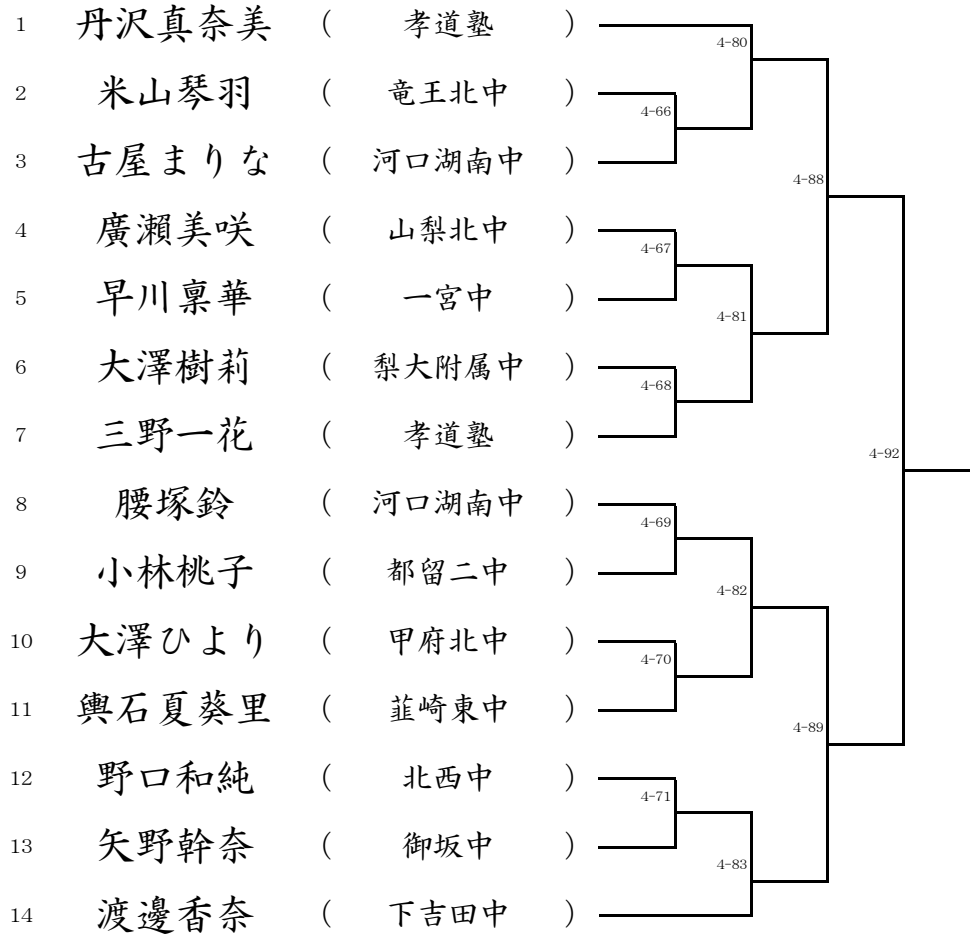 1 丹沢真奈美 ( 孝道塾 )
4-80
2 米山琴羽 ( 竜王北中 )
4-66
3 古屋まりな ( 河口湖南中 )
4-88
4 廣瀬美咲 ( 山梨北中 )
4-67
5 早川稟華 ( 一宮中 )
4-81
6 大澤樹莉 ( 梨大附属中 )
4-68
7 三野一花 ( 孝道塾 )
4-92
8 腰塚鈴 ( 河口湖南中 )
4-69
9 小林桃子 ( 都留二中 )
4-82
10 大澤ひより ( 甲府北中 )
4-70
11 輿石夏葵里 ( 韮崎東中 )
4-89
12 野口和純 ( 北西中 )
4-71
13 矢野幹奈 ( 御坂中 )
4-83
14 渡邊香奈 ( 下吉田中 )